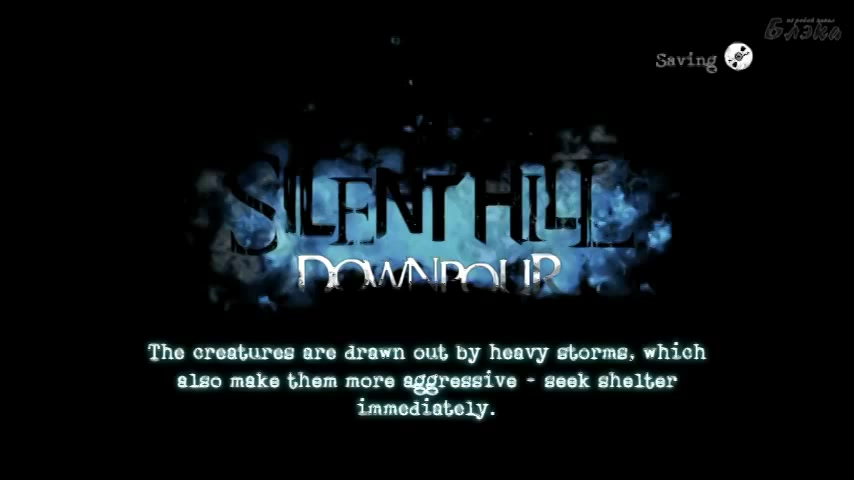 Блэка
Saving
SILENT HILL
DOWNPOUR
The creatures are drawn out by heavy storms, which
also make them more aggressive - seek shelter
immediately.